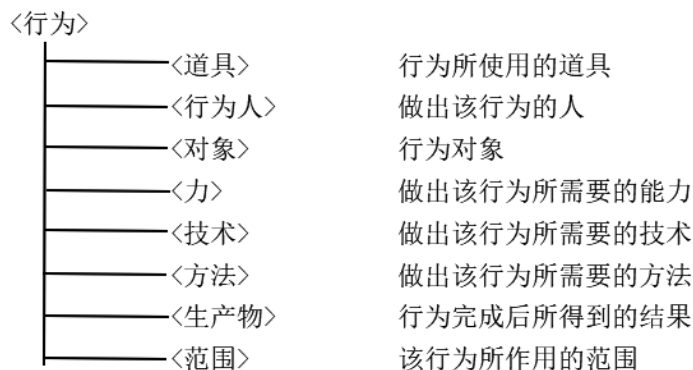 〈行为〉
〈道具〉 行为所使用的道具
〈行为人〉 做出该行为的人
〈对象〉 行为对象
〈力〉 做出该行为所需要的能力
〈技术〉 做出该行为所需要的技术
〈方法〉 做出该行为所需要的方法
〈生产物〉 行为完成后所得到的结果
〈范围〉 该行为所作用的范围